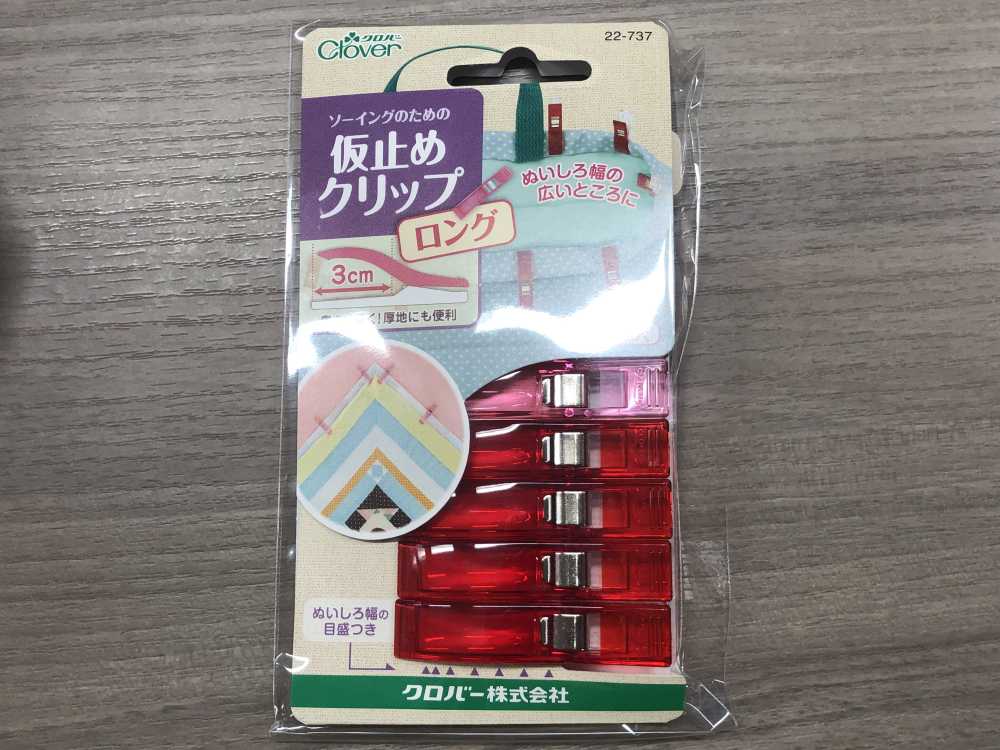 クロバー
Clover
22-737
ソーイングのための
仮止め
クリップ
ロング
ぬいしろ幅の
広いところに
3cm
く!厚地にも便利
ぬいしろ幅の
目盛つき
クロバー株式会社